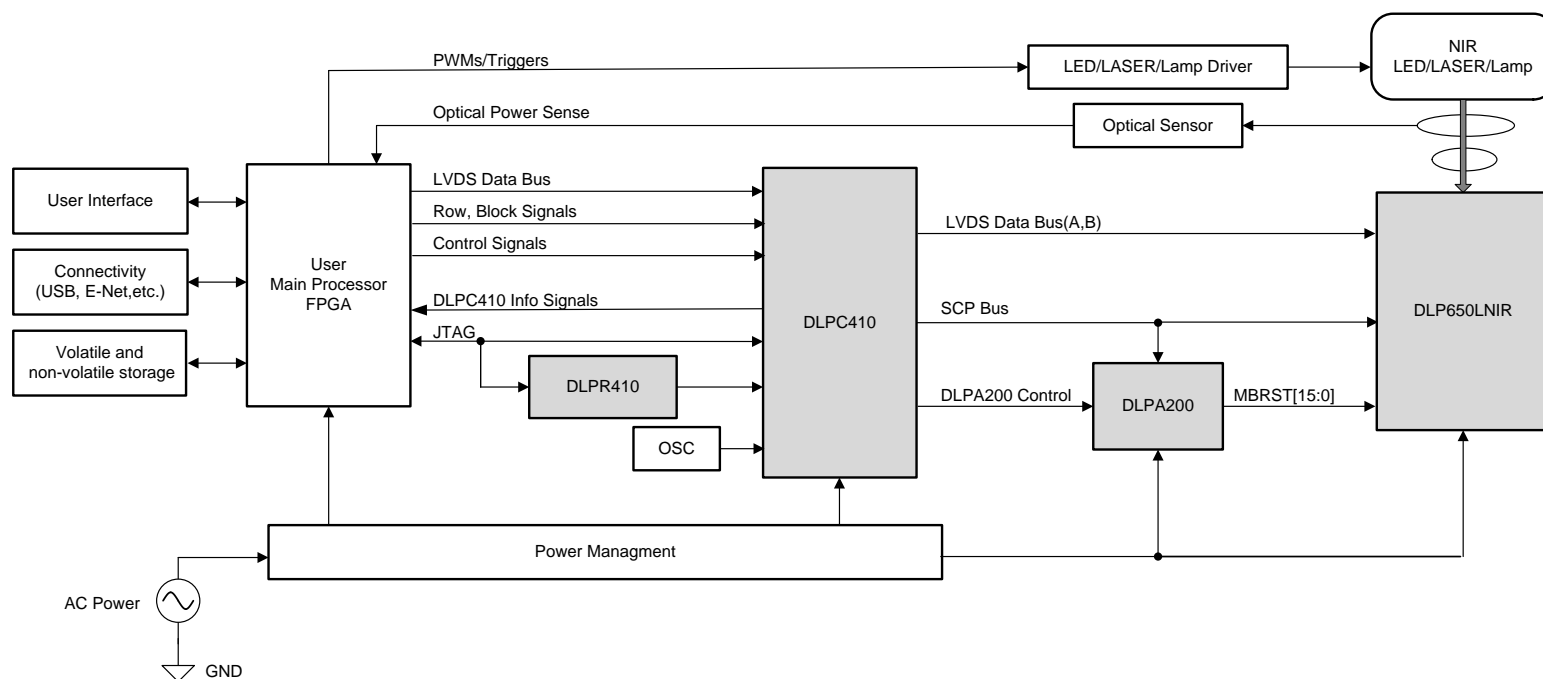 PWMs/Triggers
LED/LASER/Lamp Driver
NIR
LED/LASER/Lamp
Optical Power Sense
Optical Sensor
User Interface
Connectivity
(USB, E-Net,etc.)
Volatile and
non-volatile storage
User
Main Processor
FPGA
LVDS Data Bus
Row, Block Signals
Control Signals
DLPC410 Info Signals
JTAG
DLPR410
OSC
DLPC410
LVDS Data Bus(A,B)
SCP Bus
DLPA200 Control
DLPA200
MBRST[15:0]
DLP650LNIR
Power Managment
AC Power
GND